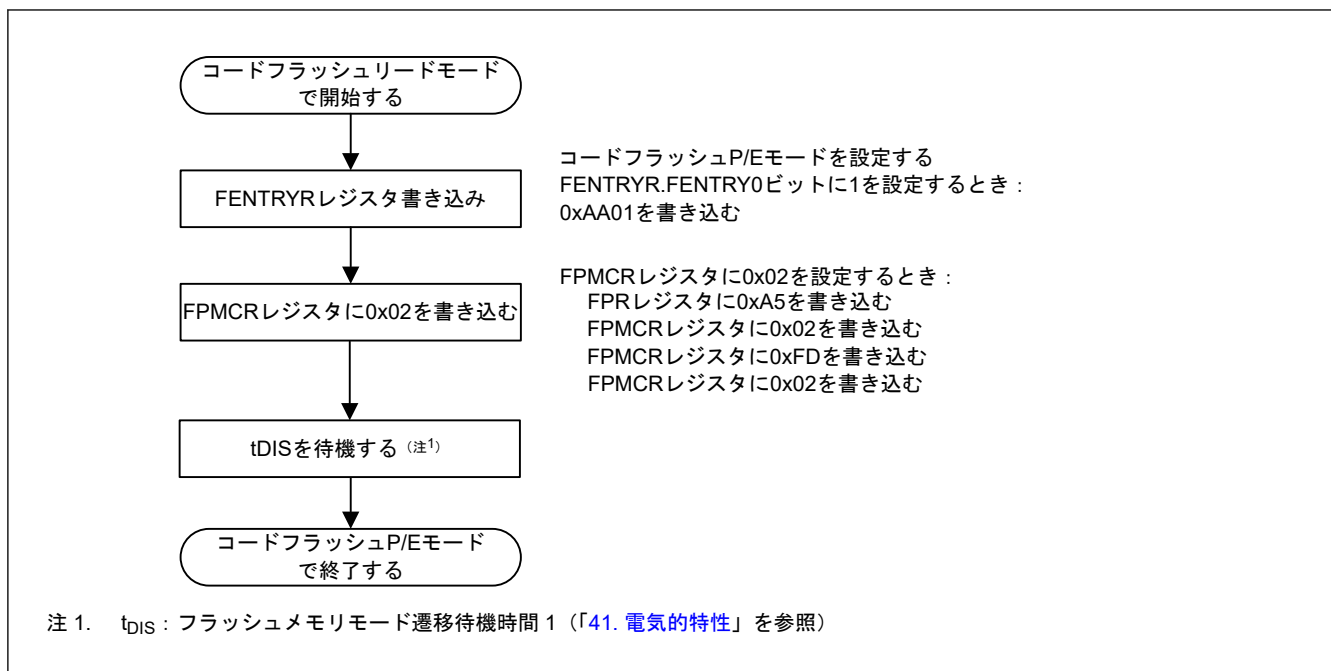 コードフラッシュリードモード
で開始する
FENTRYRレジスタ書き込み
コードフラッシュP/Eモードを設定する
FENTRYR.FENTRY0ビットに1を設定するとき：
0xAA01を書き込む
FPMCRレジスタに0x02を書き込む
FPMCRレジスタに0x02を設定するとき：
FPRレジスタに0xA5を書き込む
FPMCRレジスタに0x02を書き込む
FPMCRレジスタに0xFDを書き込む
FPMCRレジスタに0x02を書き込む
tDISを待機する（注1）
コードフラッシュP/Eモード
で終了する
注 1. tDIS：フラッシュメモリモード遷移待機時間 1（「41. 電気的特性」を参照）